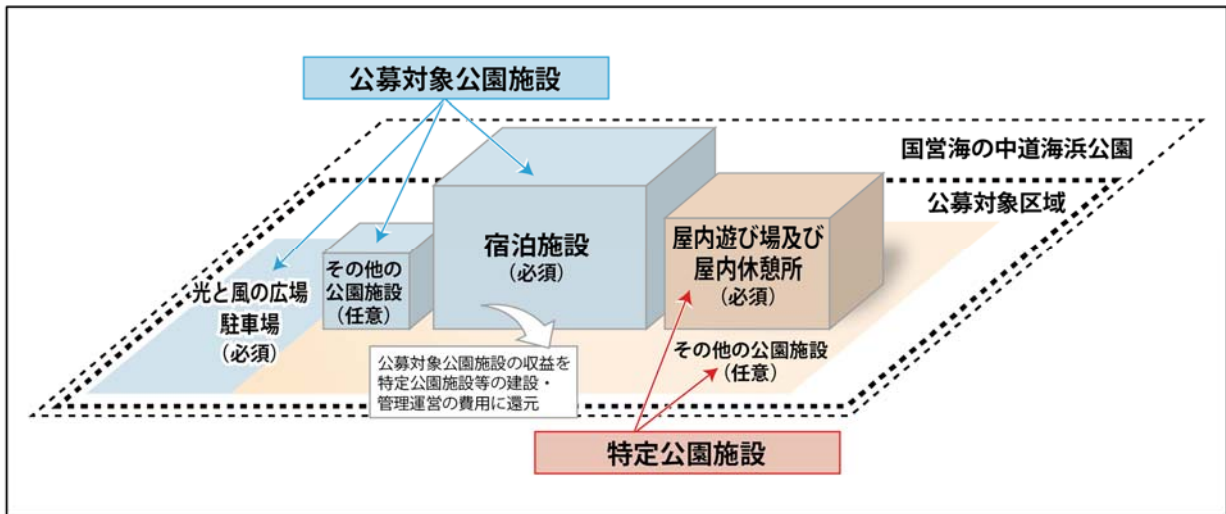 公募対象公園施設
国営海の中道海浜公園
公募対象区域
宿泊施設
(必須)
屋内遊び場及び
屋内休憩所
(必須)
その他の
公園施設
(任意)
光と風の広場
駐車場
(必須)
その他の公園施設
(任意)
公募対象公園施設の収益を
特定公園施設等の建設・
管理運営の費用に還元
特定公園施設